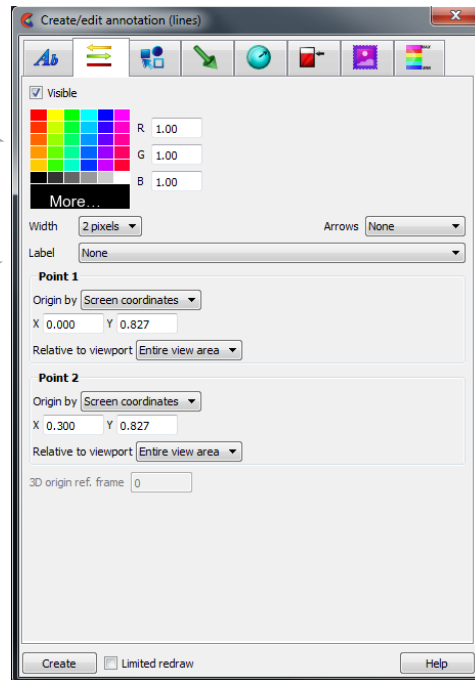 Create/edit annotation (lines)
Ab
Visible
R 1.00
G 1.00
B 1.00
More...
Width 2 pixels Arrows None
Label None
Point 1
Origin by Screen coordinates
X 0.000 Y 0.827
Relative to viewport Entire view area
Point 2
Origin by Screen coordinates
X 0.300 Y 0.827
Relative to viewport Entire view area
3D origin ref. frame 0
Create Limited redraw Help